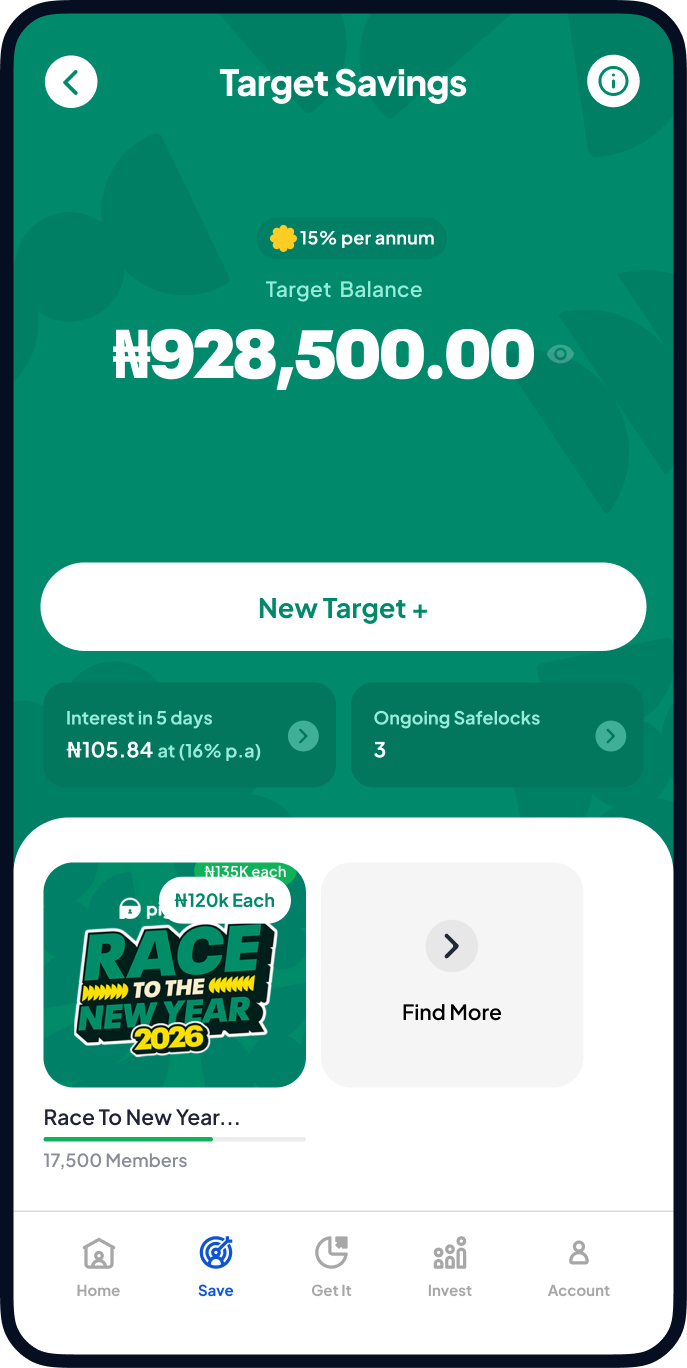 Target Savings
15% per annum
Target Balance
₦928,500.00
New Target +
Interest in 5 days
₦105.84 at (16% p.a)
Ongoing Safelocks
3
₦135K each
₦120k Each
RACE
TO THE
NEW YEAR
2026
Find More
Race To New Year...
17,500 Members
Home
Save
Get It
Invest
Account